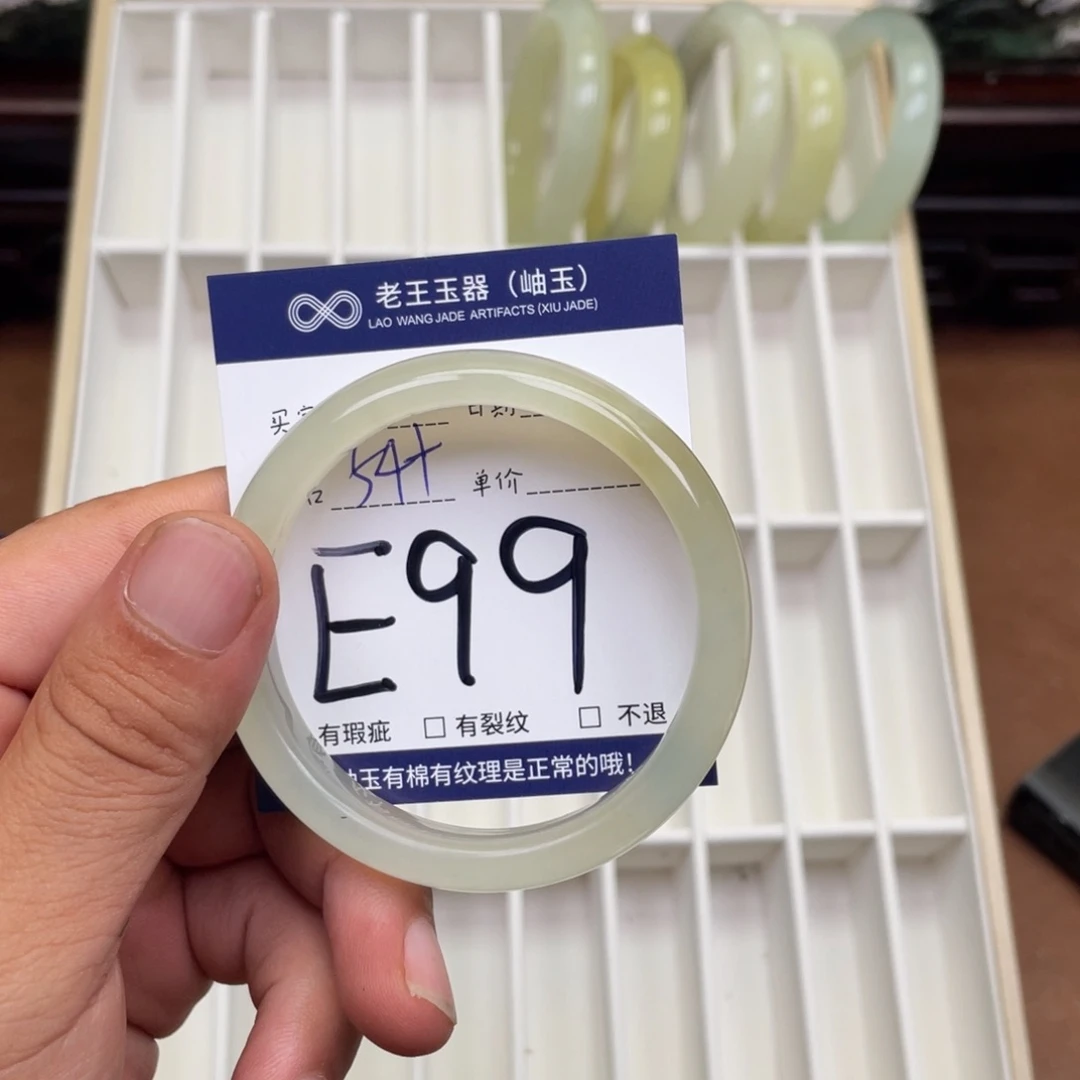 老王玉器（岫玉）
LAO WANG JADE ARTIFACTS (XIU JADE)
买 日期
54+ 单价
E99
有瑕疵 □有裂纹 □ 不退
玉有棉有纹理是正常的哦！